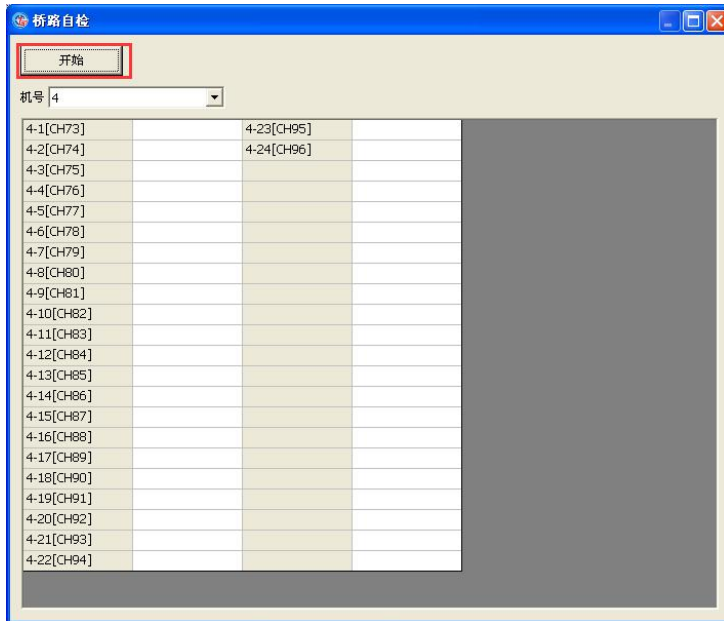 桥路自检
开始
机号 4
4-1[CH73] 4-23[CH95]
4-2[CH74] 4-24[CH96]
4-3[CH75]
4-4[CH76]
4-5[CH77]
4-6[CH78]
4-7[CH79]
4-8[CH80]
4-9[CH81]
4-10[CH82]
4-11[CH83]
4-12[CH84]
4-13[CH85]
4-14[CH86]
4-15[CH87]
4-16[CH88]
4-17[CH89]
4-18[CH90]
4-19[CH91]
4-20[CH92]
4-21[CH93]
4-22[CH94]